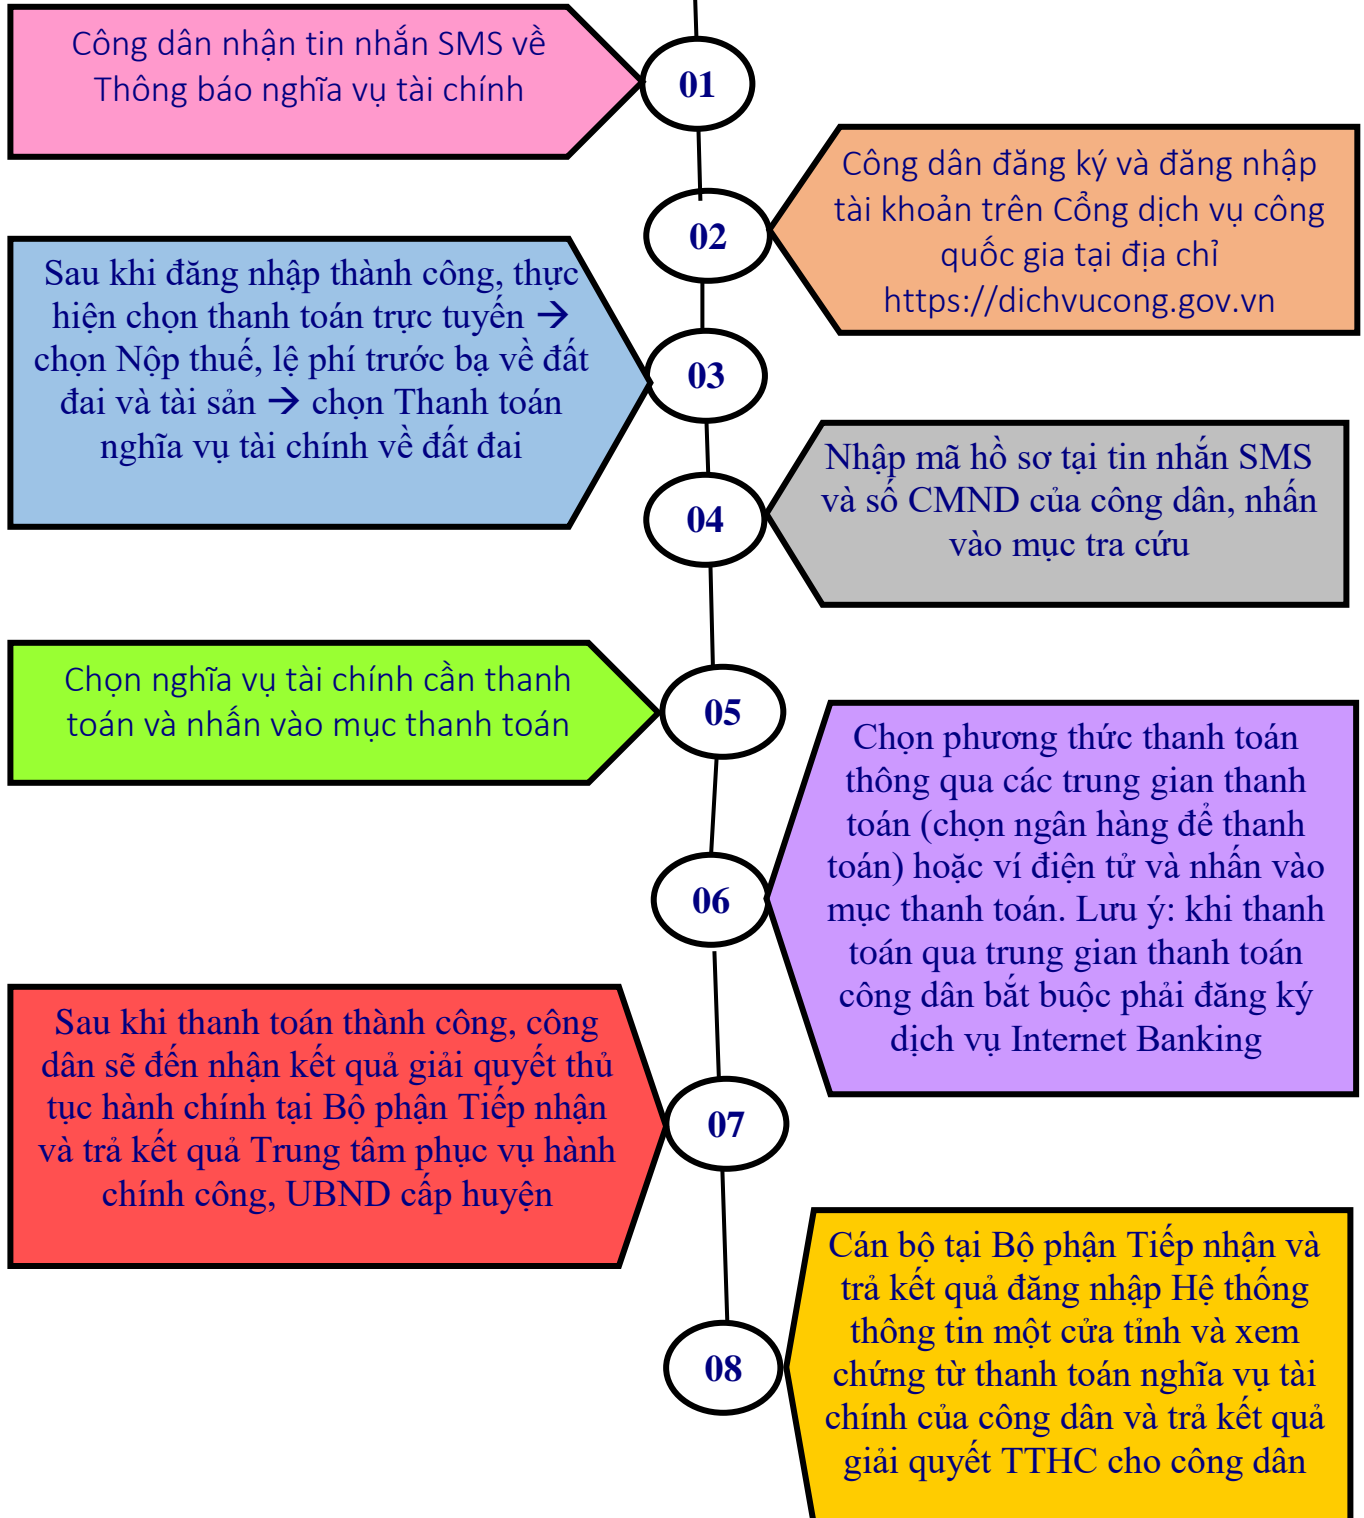 Công dân nhận tin nhắn SMS về
Thông báo nghĩa vụ tài chính
01
Công dân đăng ký và đăng nhập
tài khoản trên Cổng dịch vụ công
quốc gia tại địa chỉ
https://dichvucong.gov.vn
02
Sau khi đăng nhập thành công, thực
hiện chọn thanh toán trực tuyến →
chọn Nộp thuế, lệ phí trước bạ về đất
đai và tài sản → chọn Thanh toán
nghĩa vụ tài chính về đất đai
03
Nhập mã hồ sơ tại tin nhắn SMS
và số CMND của công dân, nhấn
vào mục tra cứu
04
Chọn nghĩa vụ tài chính cần thanh
toán và nhấn vào mục thanh toán
05
Chọn phương thức thanh toán
thông qua các trung gian thanh
toán (chọn ngân hàng để thanh
toán) hoặc ví điện tử và nhấn vào
mục thanh toán. Lưu ý: khi thanh
toán qua trung gian thanh toán
công dân bắt buộc phải đăng ký
dịch vụ Internet Banking
06
Sau khi thanh toán thành công, công
dân sẽ đến nhận kết quả giải quyết thủ
tục hành chính tại Bộ phận Tiếp nhận
và trả kết quả Trung tâm phục vụ hành
chính công, UBND cấp huyện
07
Cán bộ tại Bộ phận Tiếp nhận và
trả kết quả đăng nhập Hệ thống
thông tin một cửa tỉnh và xem
chứng từ thanh toán nghĩa vụ tài
chính của công dân và trả kết quả
giải quyết TTHC cho công dân
08